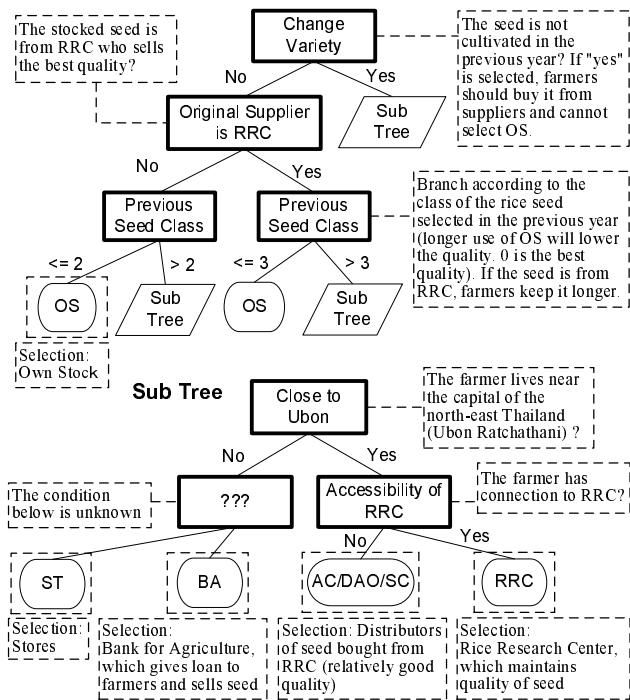 Change
Variety
The stocked seed is
from RRC who sells
the best quality?
The seed is not
cultivated in the
previous year? If "yes"
is selected, farmers
should buy it from
suppliers and cannot
select OS.
No
Yes
Original Supplier
is RRC
Sub
Tree
No
Yes
Previous
Seed Class
Previous
Seed Class
Branch according to the
class of the rice seed
selected in the previous year
(longer use of OS will lower
the quality. 0 is the best
quality). If the seed is from
RRC, farmers keep it longer.
<= 2
> 2
<= 3
> 3
OS
Sub
Tree
OS
Sub
Tree
Selection:
Own Stock
Sub Tree
Close to
Ubon
The farmer lives near
the capital of the
north-east Thailand
(Ubon Ratchathani) ?
No
Yes
The condition
below is unknown
???
Accessibility of
RRC
The farmer has
connection to RRC?
No
Yes
ST
BA
AC/DAO/SC
RRC
Selection:
Stores
Selection:
Bank for Agriculture,
which gives loan to
farmers and sells seed
Selection: Distributors
of seed bought from
RRC (relatively good
quality)
Selection:
Rice Research Center,
which maintains
quality of seed